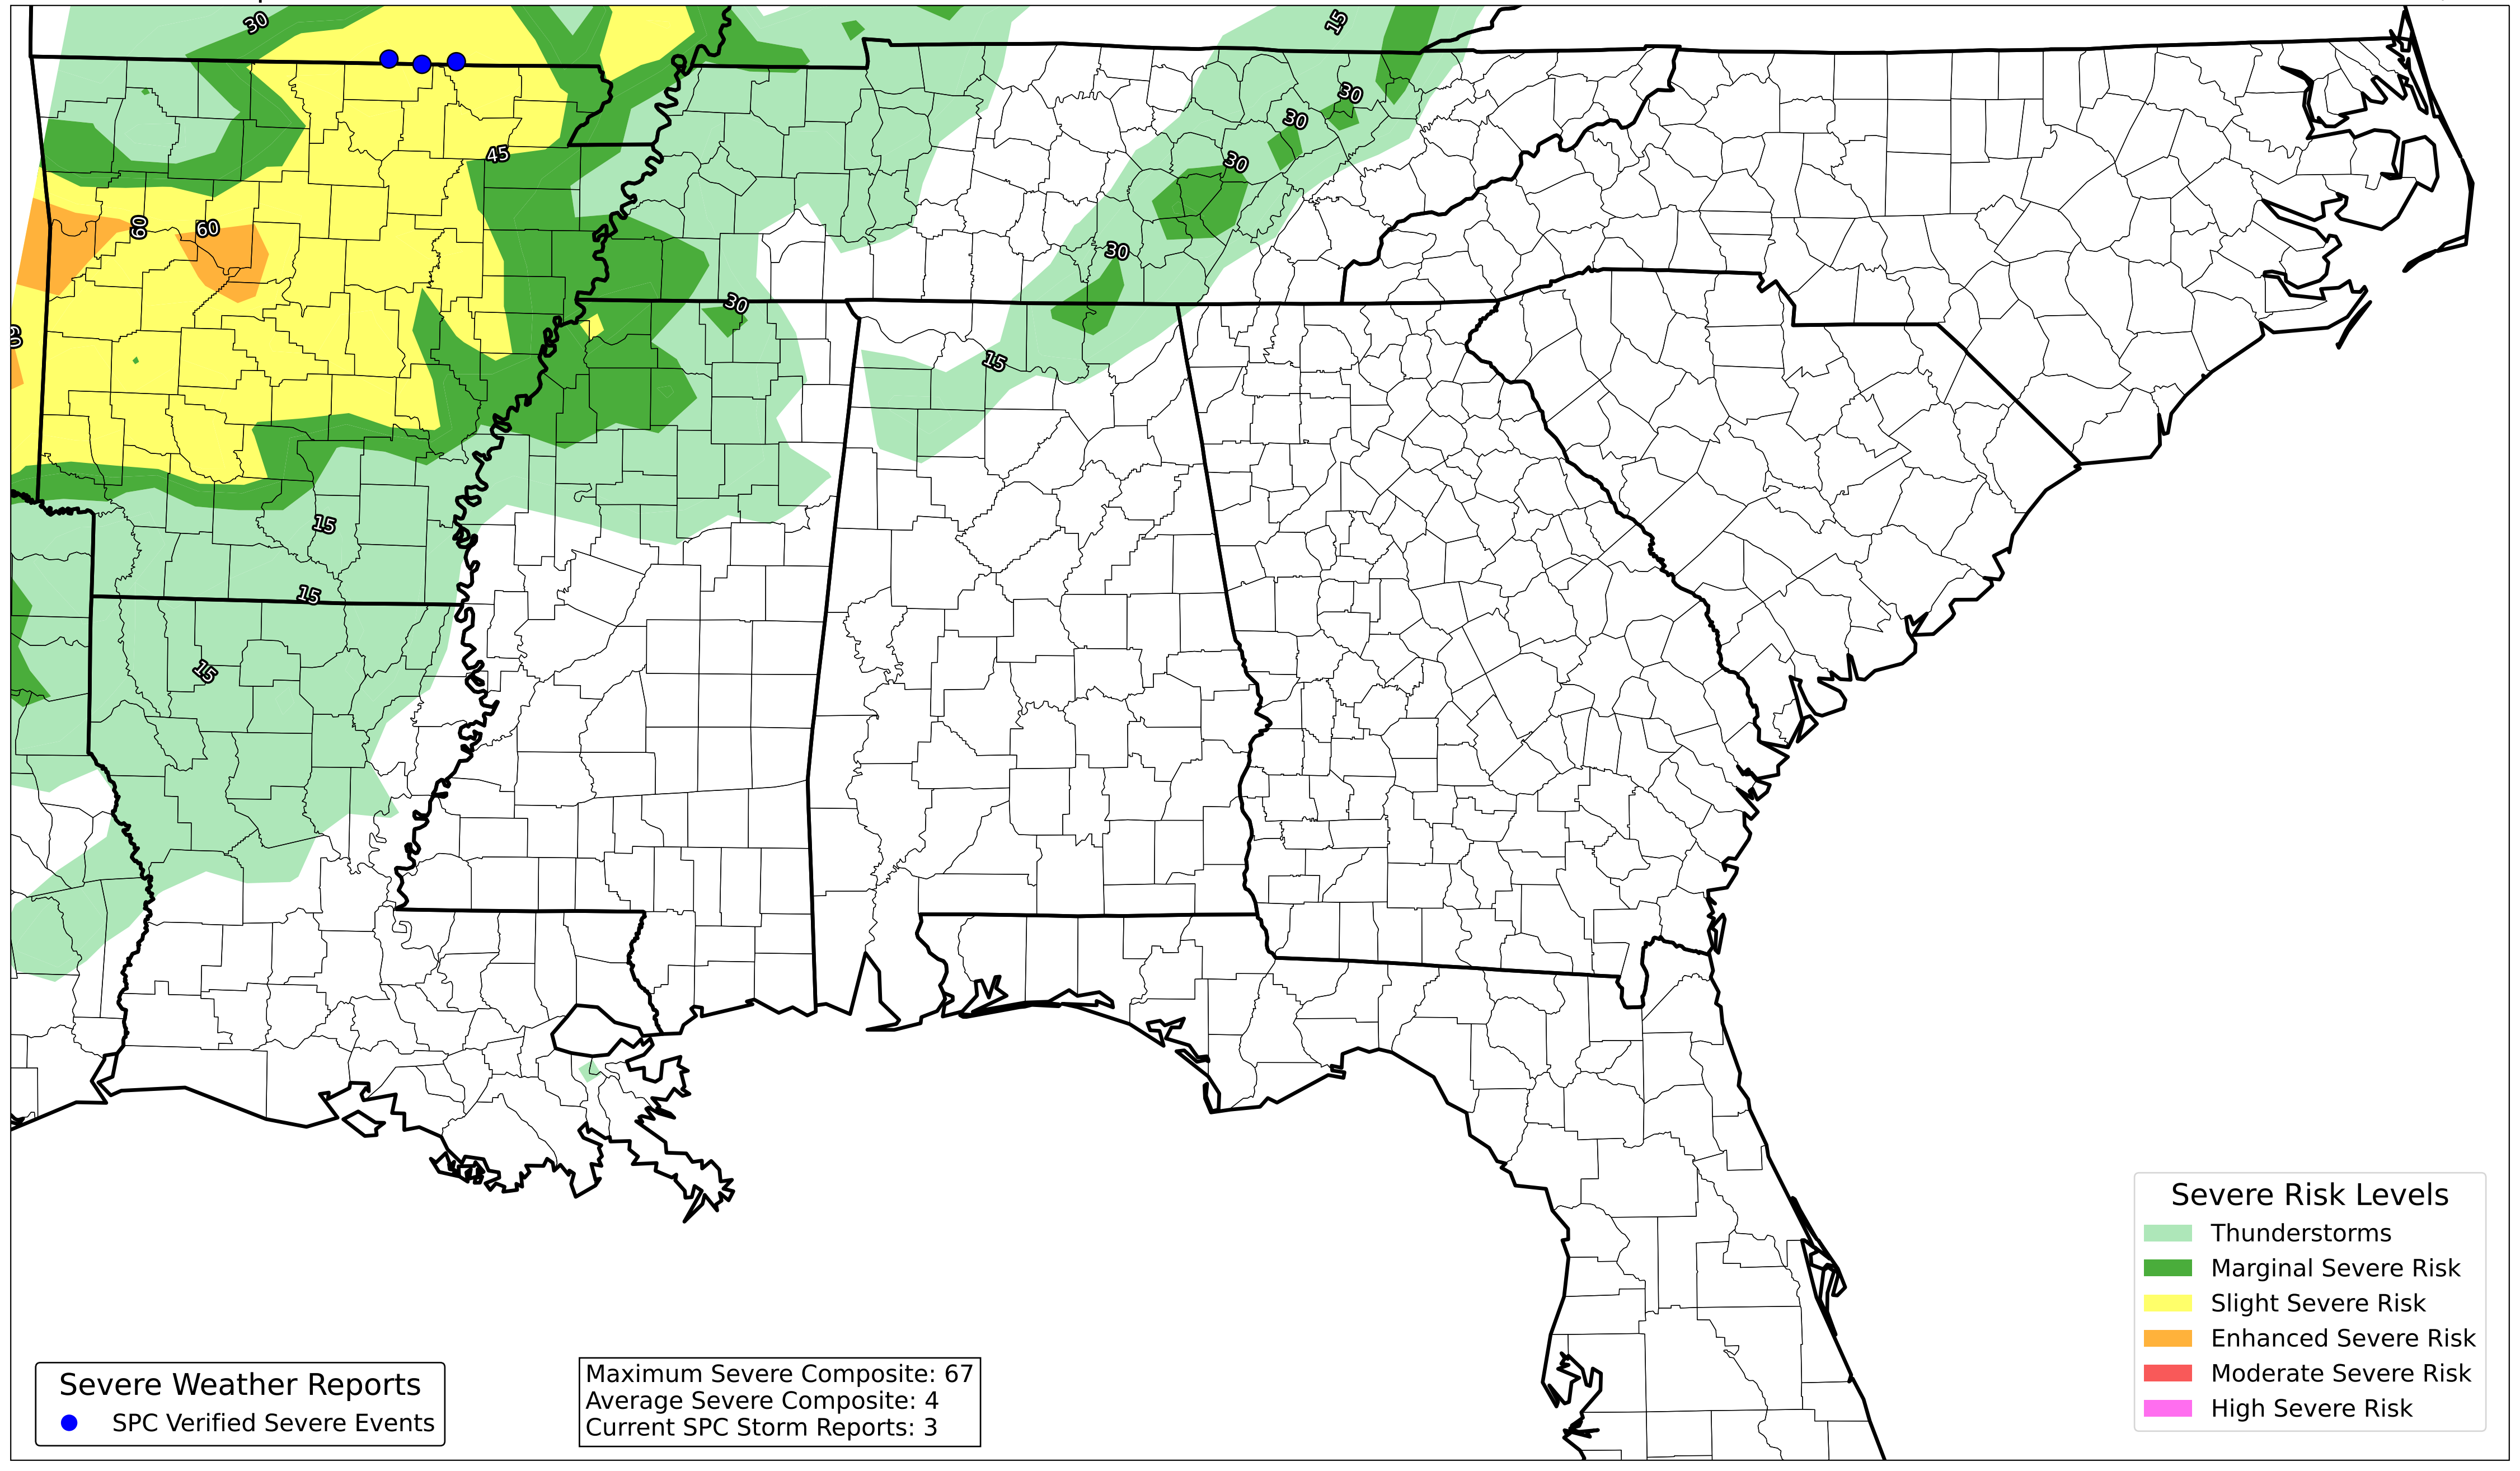 30
15
30
30
45
30
60
60
30
30
60
15
15
15
15
Severe Risk Levels
Thunderstorms
Marginal Severe Risk
Slight Severe Risk
Enhanced Severe Risk
Moderate Severe Risk
High Severe Risk
Severe Weather Reports
SPC Verified Severe Events
Maximum Severe Composite: 67
Average Severe Composite: 4
Current SPC Storm Reports: 3